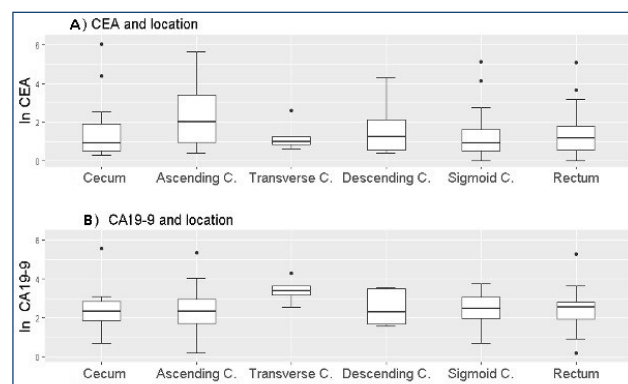 A) CEA and location
ln CEA
6
4
2
0
Cecum Ascending C. Transverse C. Descending C. Sigmoid C. Rectum
B) CA19-9 and location
ln CA19-9
6
4
2
0
Cecum Ascending C. Transverse C. Descending C. Sigmoid C. Rectum